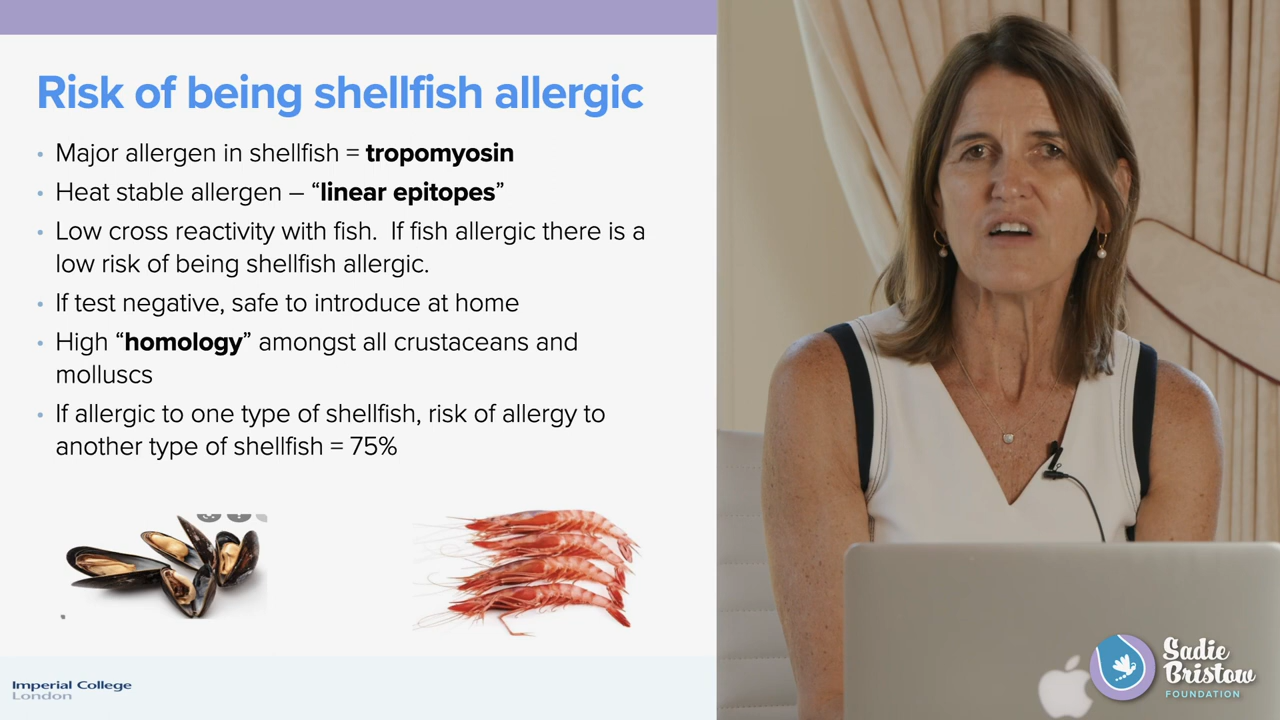 Risk of being shellfish allergic
• Major allergen in shellfish = tropomyosin
• Heat stable allergen – “linear epitopes”
• Low cross reactivity with fish.  If fish allergic there is a
low risk of being shellfish allergic.
• If test negative, safe to introduce at home
• High “homology” amongst all crustaceans and
molluscs
• If allergic to one type of shellfish, risk of allergy to
another type of shellfish = 75%
Imperial College
London
Sadie
Bristow
FOUNDATION